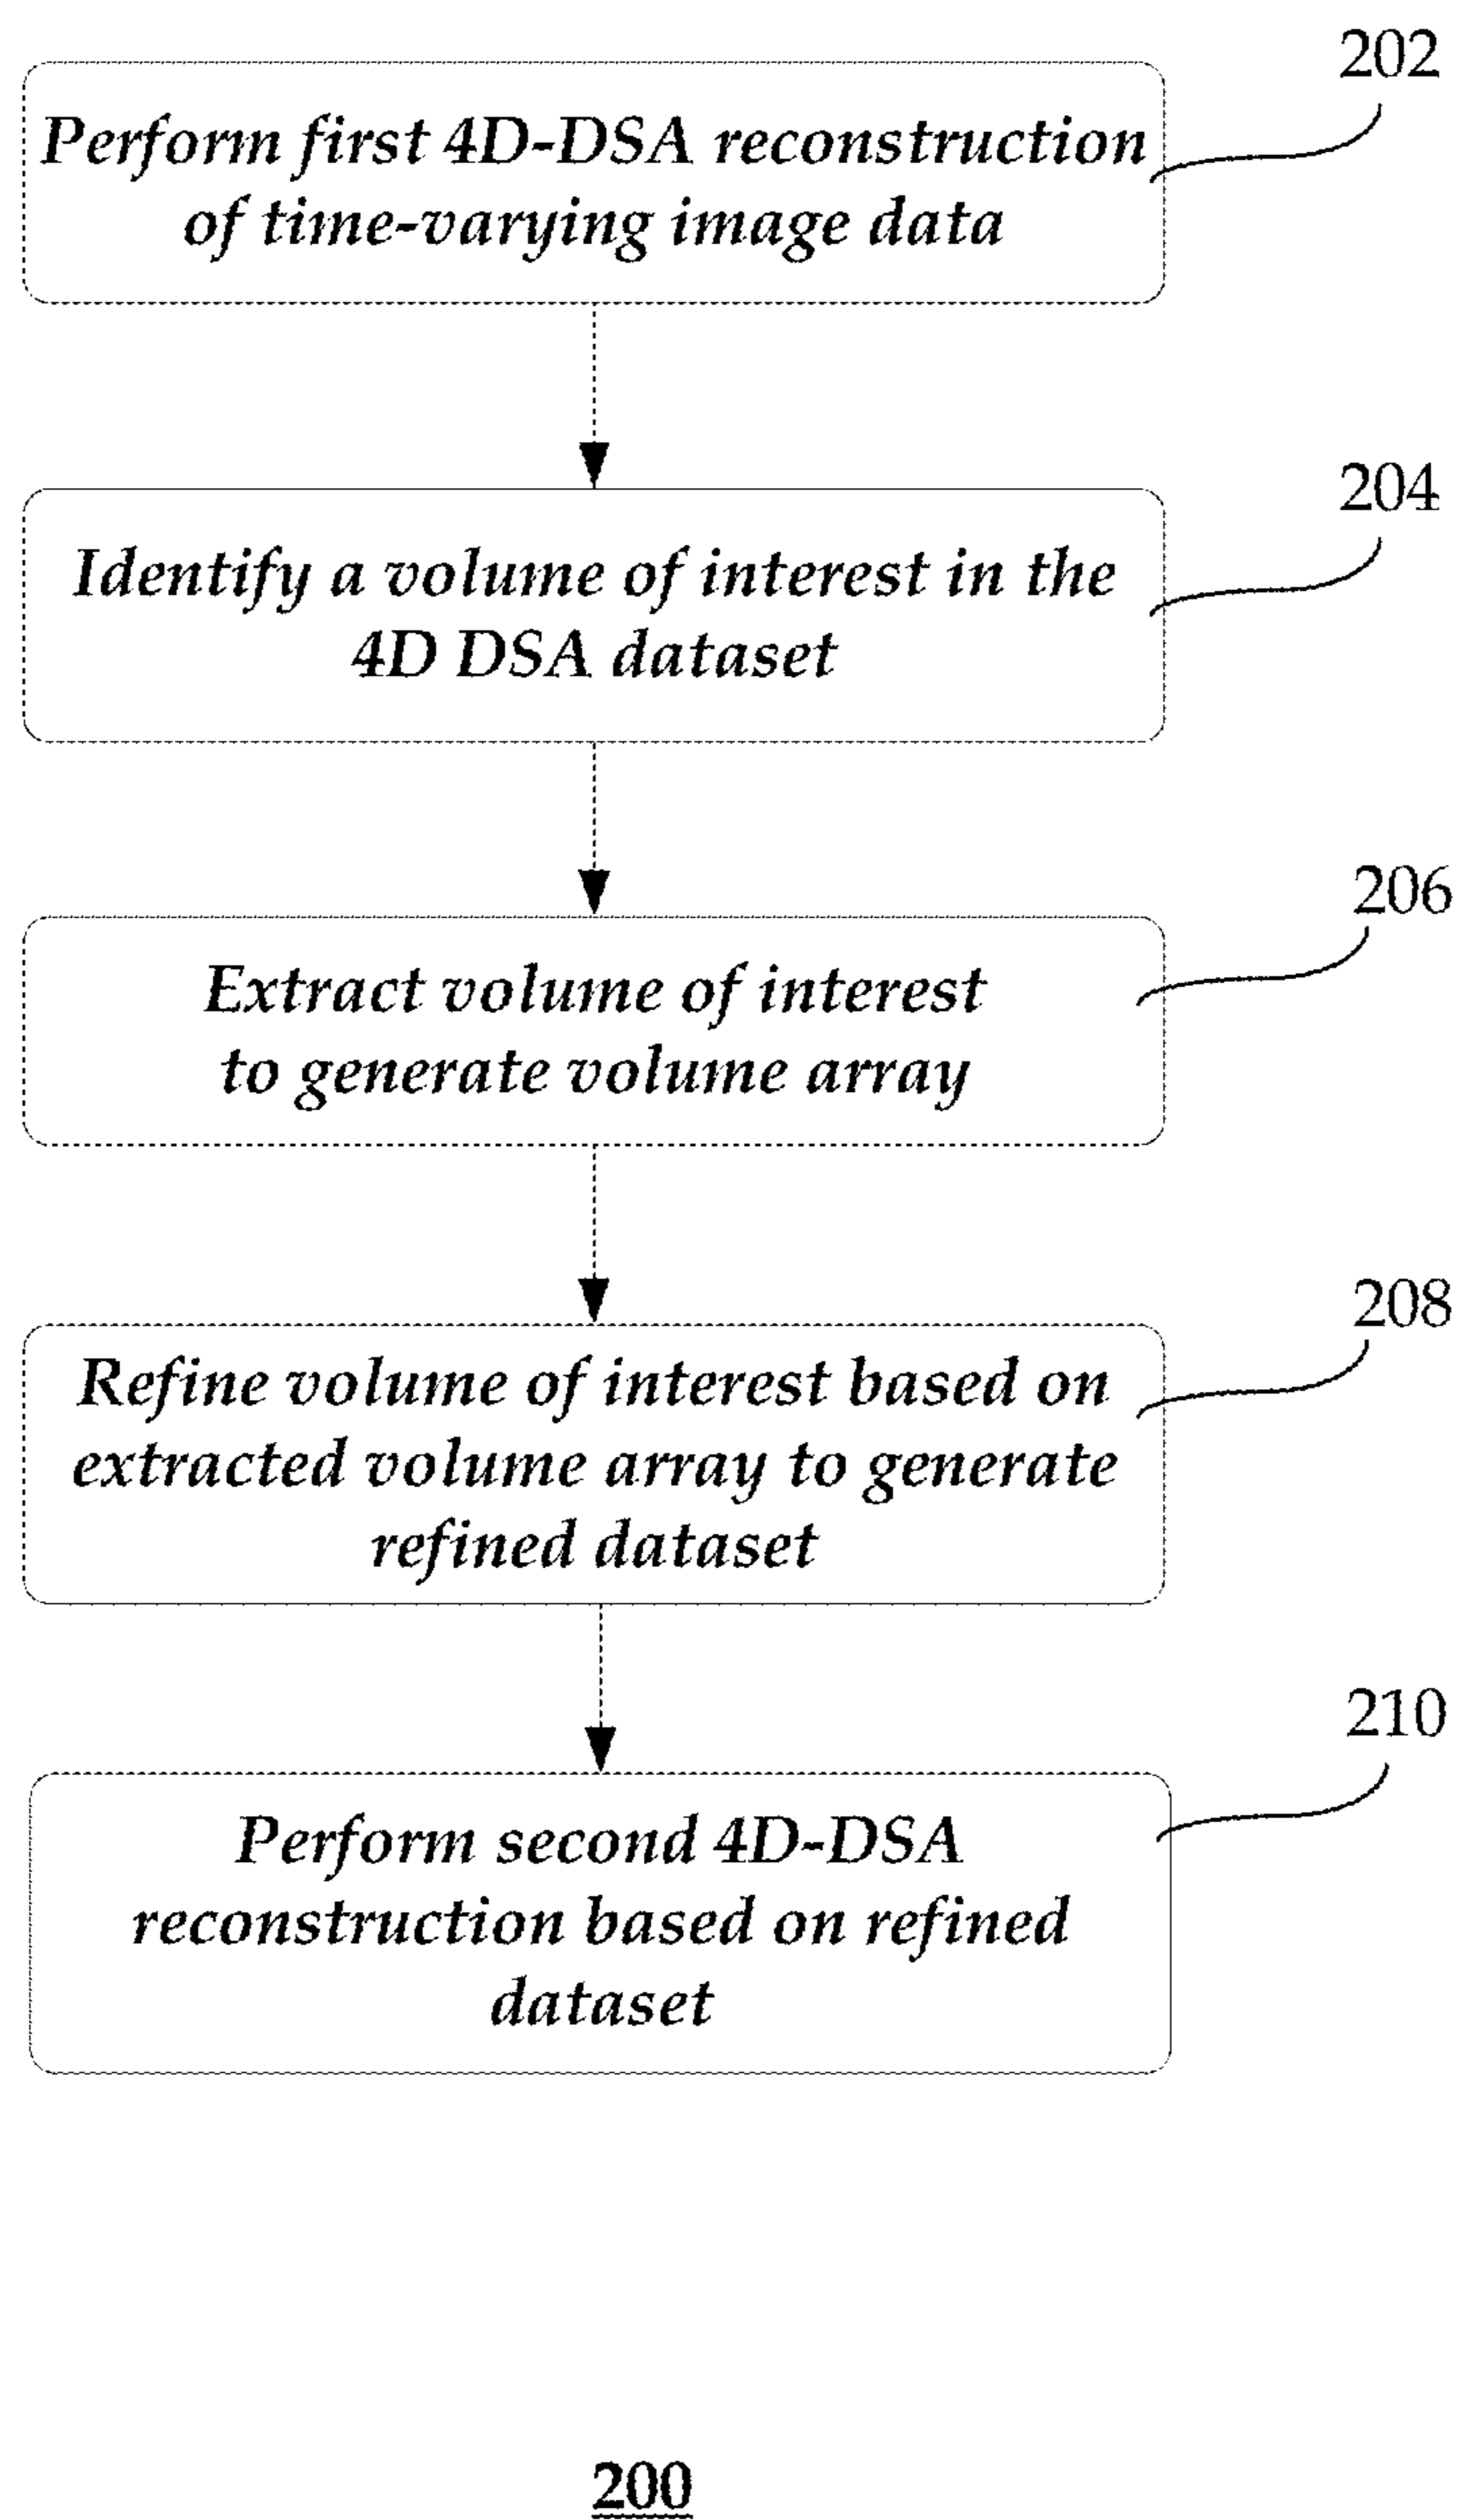 202
Perform first 4D-DSA reconstruction
of time-varying image data
204
Identify a volume of interest in the
4D DSA dataset
206
Extract volume of interest
to generate volume array
208
Refine volume of interest based on
extracted volume array to generate
refined dataset
210
Perform second 4D-DSA
reconstruction based on refined
dataset
200